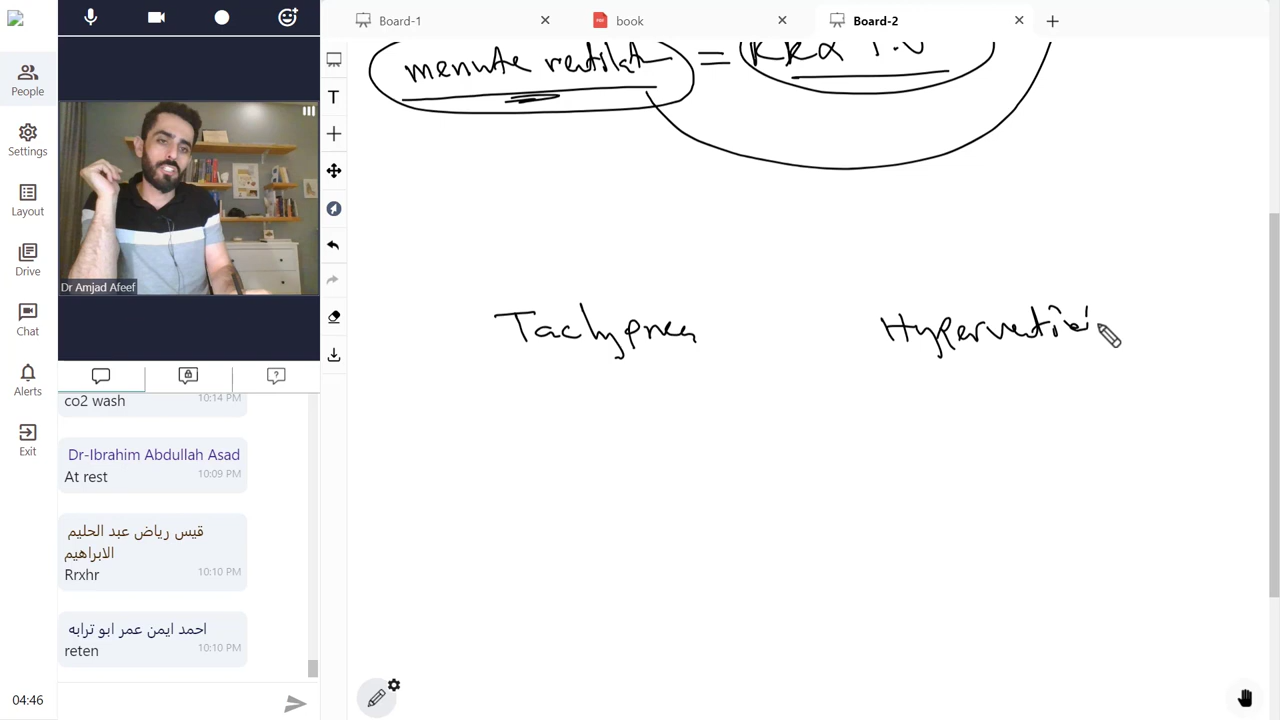 Board-1
book
Board-2
People
Settings
Layout
Drive
Chat
Alerts
Exit
04:46
Dr Amjad Afeef
co2 wash
10:14 PM
Dr-Ibrahim Abdullah Asad
At rest
10:09 PM
قيس رياض عبد الحليم
الابراهيم
Rrxhr
10:10 PM
احمد ايمن عمر ابو ترابه
reten
10:10 PM
T
menute = RR x T.V
Tachypnea